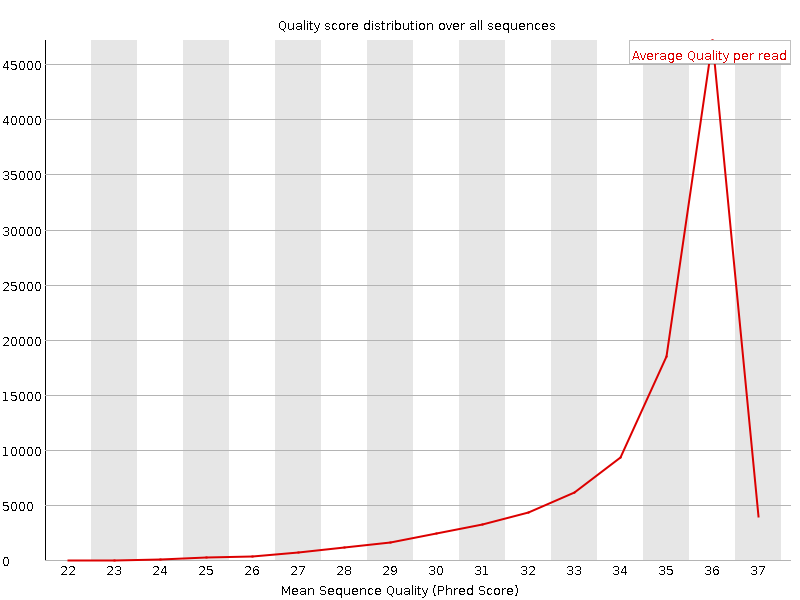 Quality score distribution over all sequences
Average Quality per read
45000
40000
35000
30000
25000
20000
15000
10000
5000
0
22 23 24 25 26 27 28 29 30 31 32 33 34 35 36 37
Mean Sequence Quality (Phred Score)